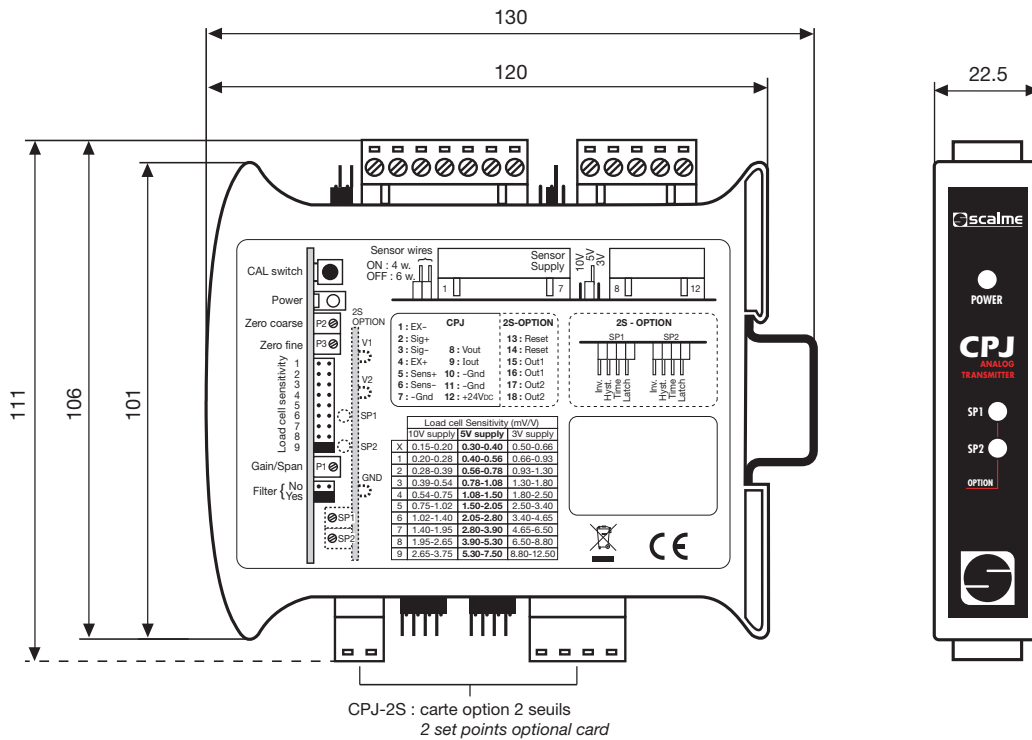 130
120
22.5
111
106
101
Sensor wires
ON : 4 w.
OFF : 6 w.
1
7
Sensor
Supply
10V
5V
3V
8
12
CAL switch
Power
Zero coarse
P2
Zero fine
P3
Load cell sensitivity
1
2
3
4
5
6
7
8
9
Gain/Span
P1
Filter { No
Yes
SP1
SP2
2S
OPTION
V1
V2
SP1
SP2
GND
CPJ
2S-OPTION
1 : EX–
2 : Sig+
3 : Sig–
4 : EX+
5 : Sens+
6 : Sens–
7 : –Gnd
8 : Vout
9 : Iout
10 : –Gnd
11 : –Gnd
12 : +24VDC
13 : Reset
14 : Reset
15 : Out1
16 : Out1
17 : Out2
18 : Out2
2S - OPTION
SP1
SP2
Inv.
Hyst.
Time
Latch
Inv.
Hyst.
Time
Latch
Load cell Sensitivity (mV/V)
10V supply 5V supply 3V supply
X 0.15-0.20 0.30-0.40 0.50-0.66
1 0.20-0.28 0.40-0.56 0.66-0.93
2 0.28-0.39 0.56-0.78 0.93-1.30
3 0.39-0.54 0.78-1.08 1.30-1.80
4 0.54-0.75 1.08-1.50 1.80-2.50
5 0.75-1.02 1.50-2.05 2.50-3.40
6 1.02-1.40 2.05-2.80 3.40-4.65
7 1.40-1.95 2.80-3.90 4.65-6.50
8 1.95-2.65 3.90-5.30 6.50-8.80
9 2.65-3.75 5.30-7.50 8.80-12.50
CE
CPJ-2S : carte option 2 seuils
2 set points optional card
scalme
POWER
CPJ
ANALOG
TRANSMITTER
SP1
SP2
OPTION